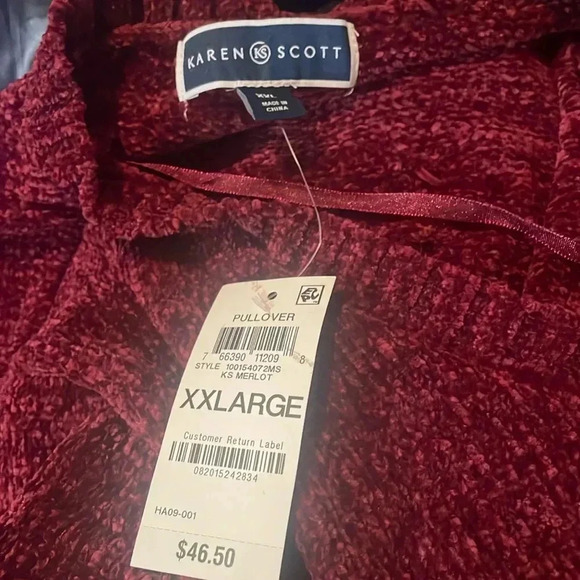 KAREN KS SCOTT
XXL
MADE IN
CHINA
PULLOVER
7 66390 11209 8
STYLE 100154072MS
KS MERLOT
XXLARGE
Customer Return Label
082015242834
HA09-001
$46.50